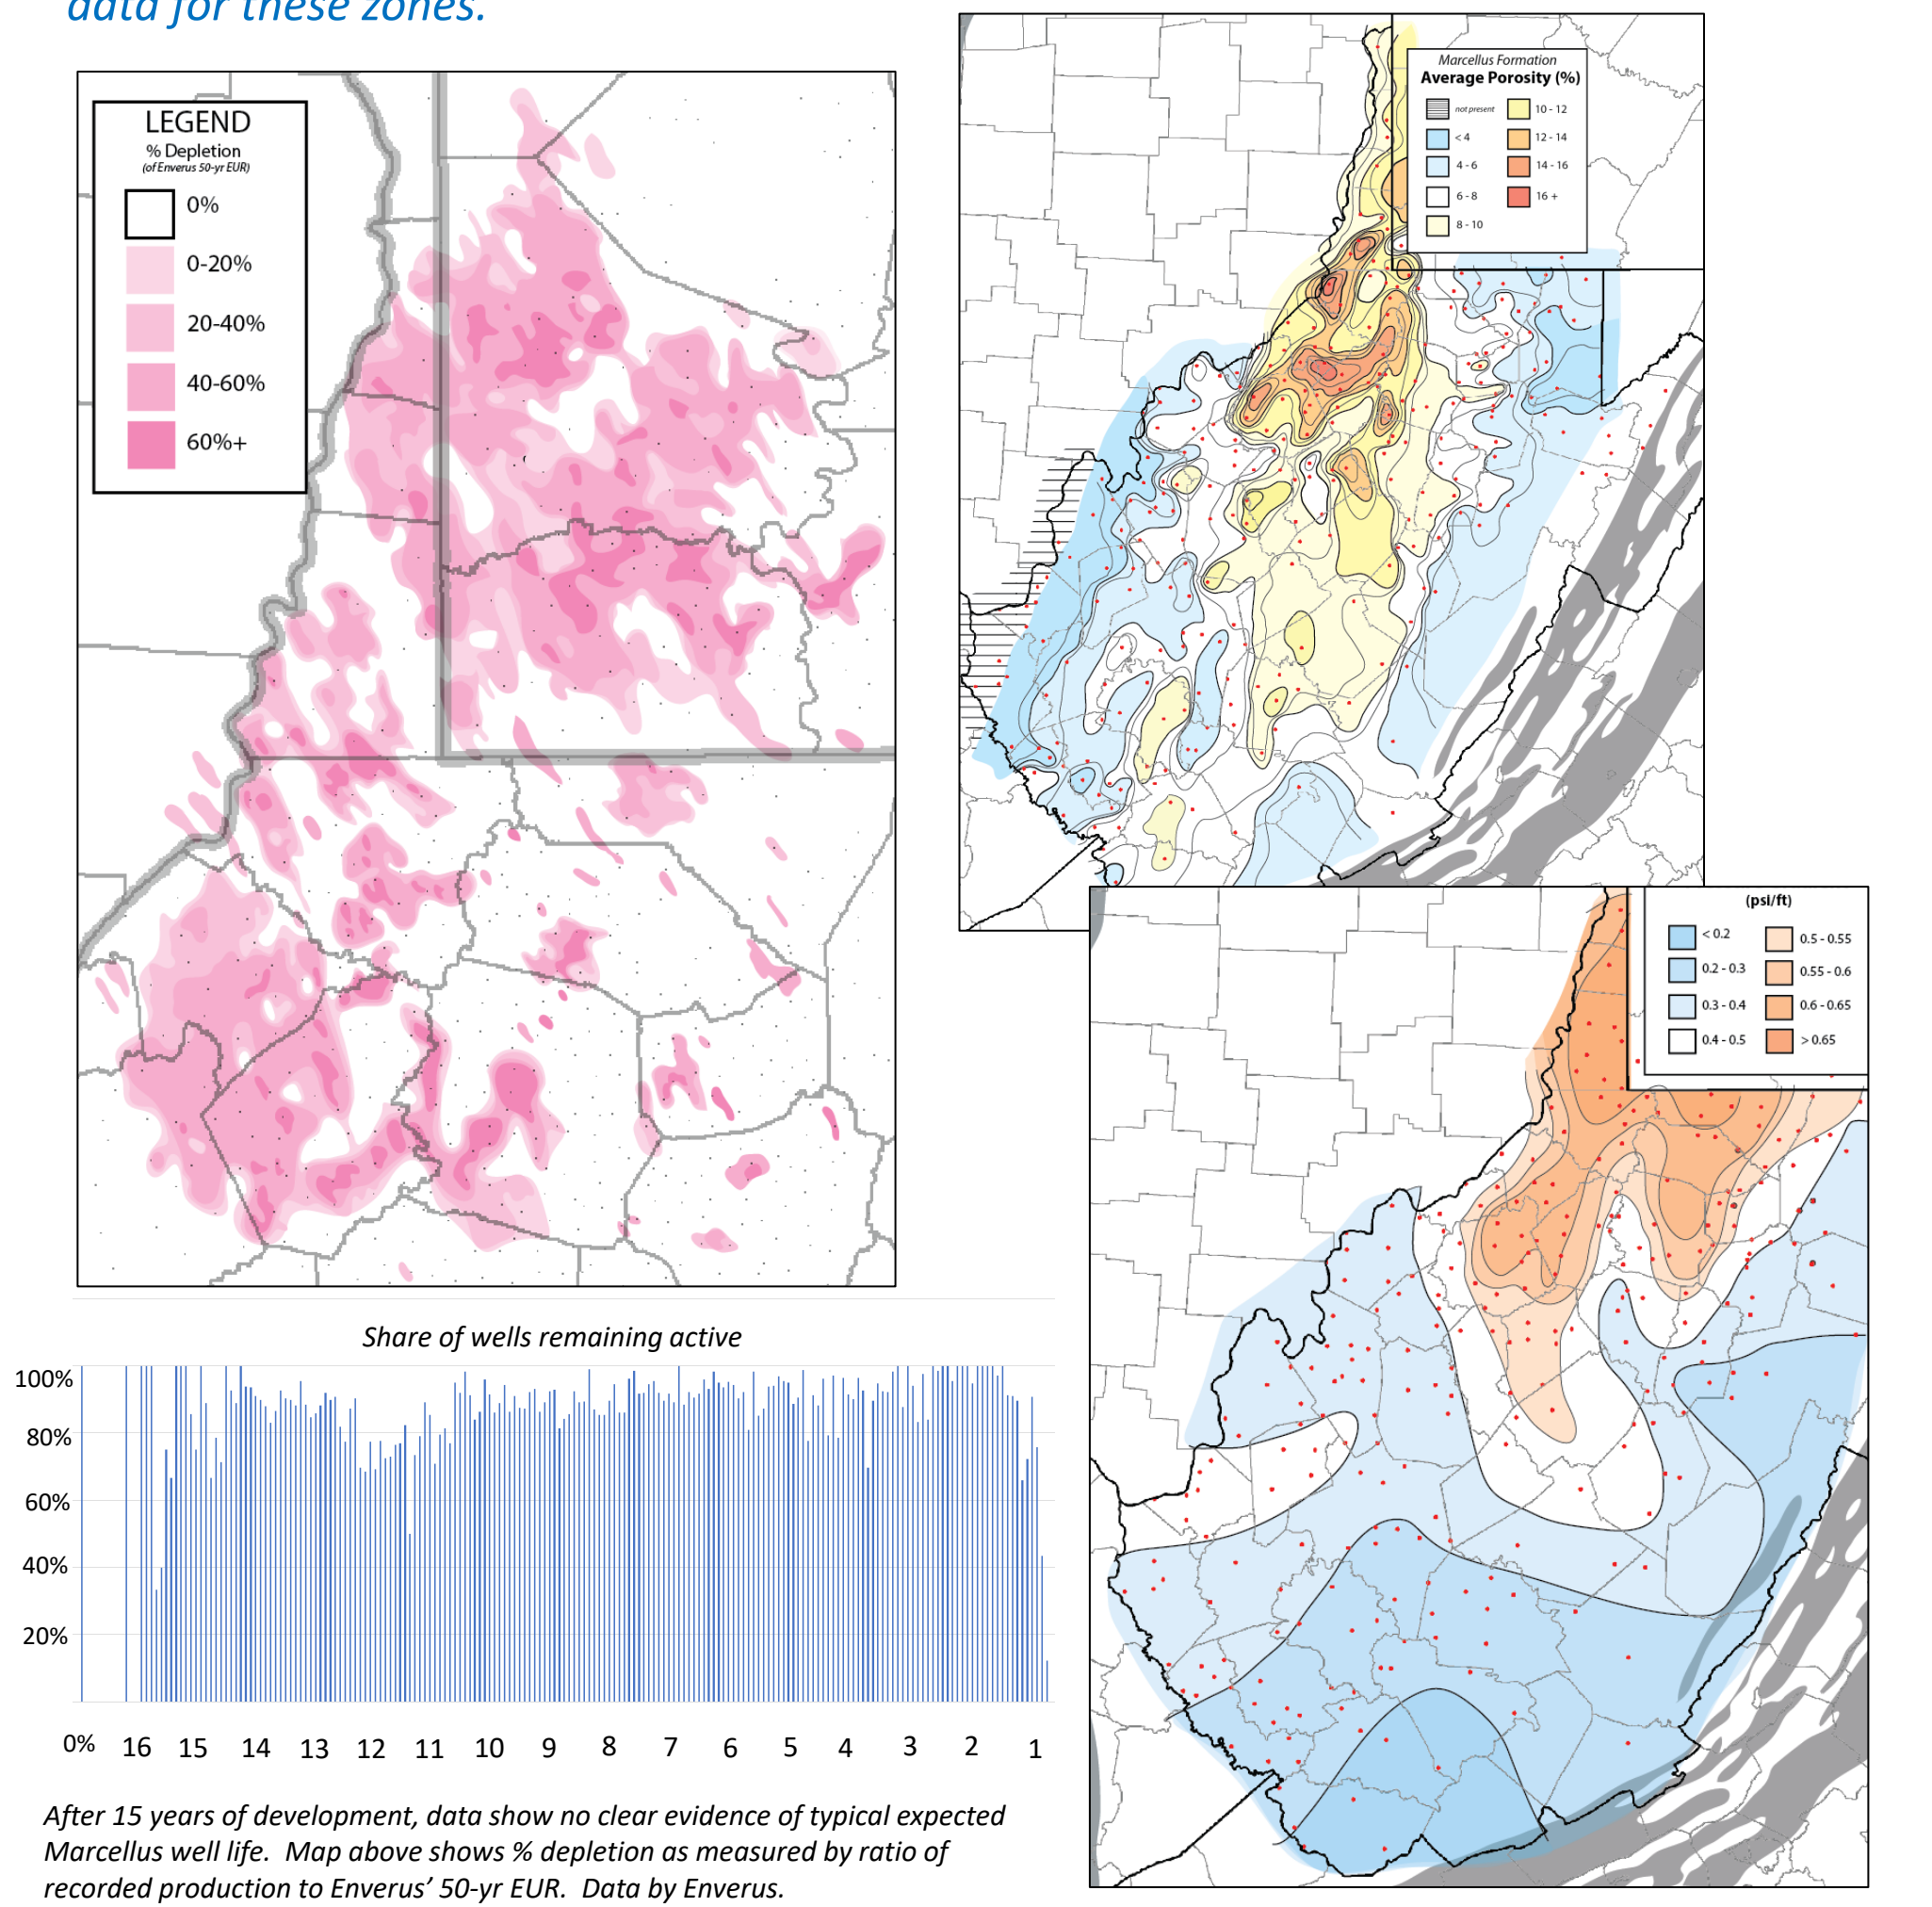 data for these zones.
LEGEND
% Depletion
(of Enverus 50-yr EUR)
0%
0-20%
20-40%
40-60%
60%+
Marcellus Formation
Average Porosity (%)
not present
< 4
4 - 6
6 - 8
8 - 10
10 - 12
12 - 14
14 - 16
16 +
(psi/ft)
< 0.2
0.2 - 0.3
0.3 - 0.4
0.4 - 0.5
0.5 - 0.55
0.55 - 0.6
0.6 - 0.65
> 0.65
Share of wells remaining active
100%
80%
60%
40%
20%
0% 16 15 14 13 12 11 10 9 8 7 6 5 4 3 2 1
After 15 years of development, data show no clear evidence of typical expected
Marcellus well life. Map above shows % depletion as measured by ratio of
recorded production to Enverus’ 50-yr EUR. Data by Enverus.